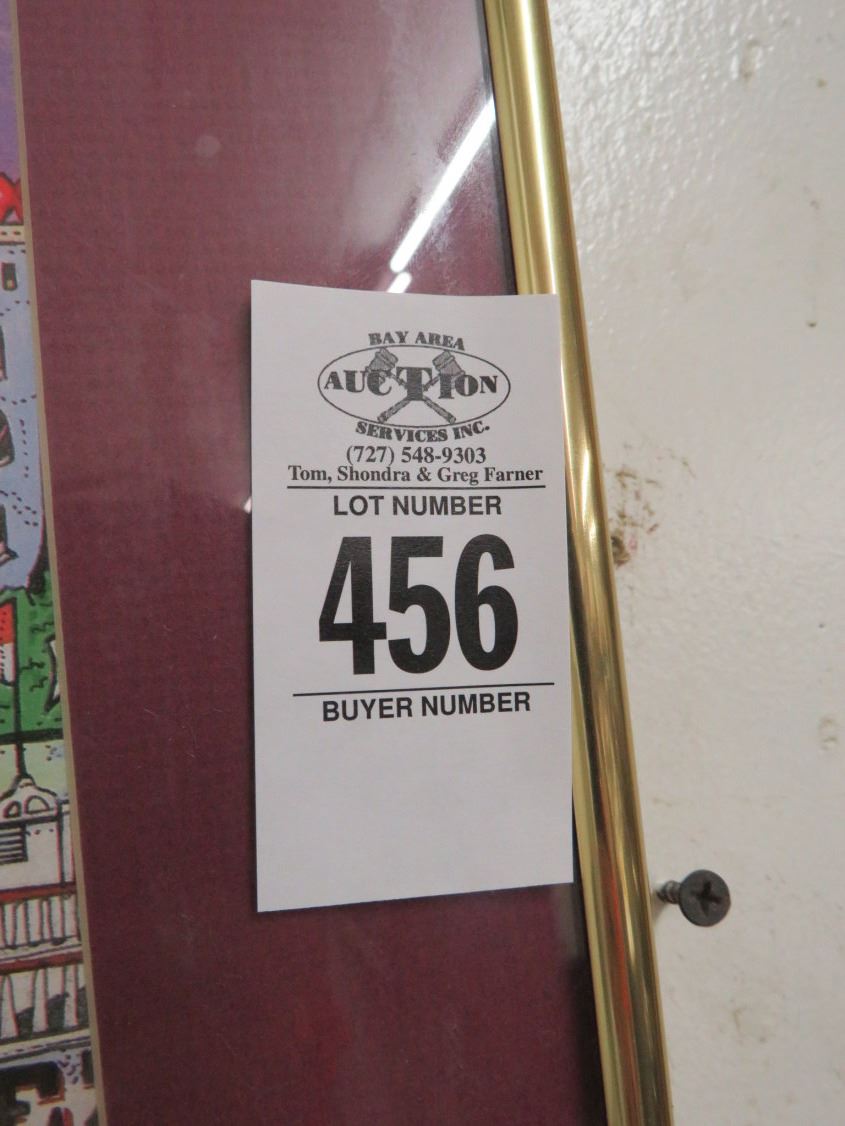 BAY AREA
AUCTION
SERVICES INC.
(727) 548-9303
Tom, Shondra & Greg Farner
LOT NUMBER
456
BUYER NUMBER